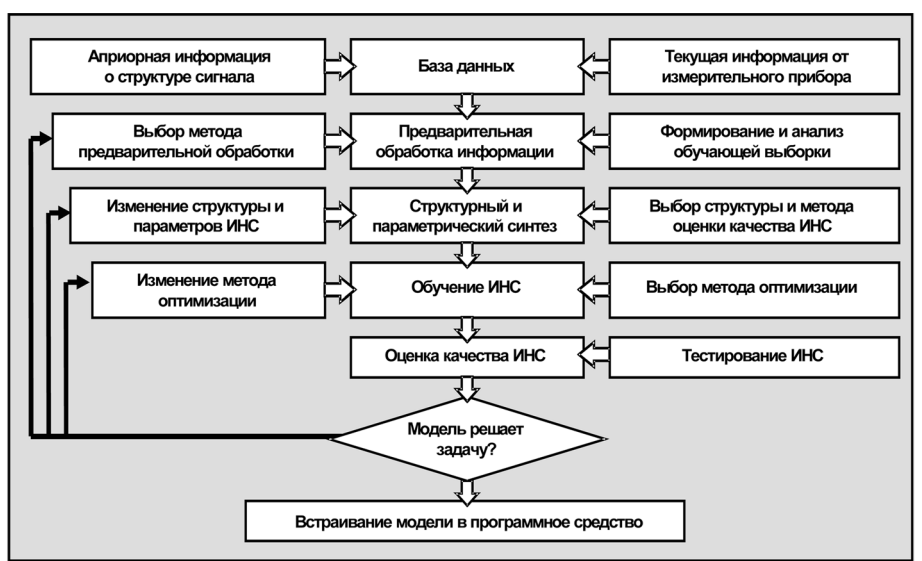 Априорная информация
о структуре сигнала
База данных
Текущая информация от
измерительного прибора
Выбор метода
предварительной обработки
Предварительная
обработка информации
Формирование и анализ
обучающей выборки
Изменение структуры и
параметров ИНС
Структурный и
параметрический синтез
Выбор структуры и метода
оценки качества ИНС
Изменение метода
оптимизации
Обучение ИНС
Выбор метода оптимизации
Оценка качества ИНС
Тестирование ИНС
Модель решает
задачу?
Встраивание модели в программное средство